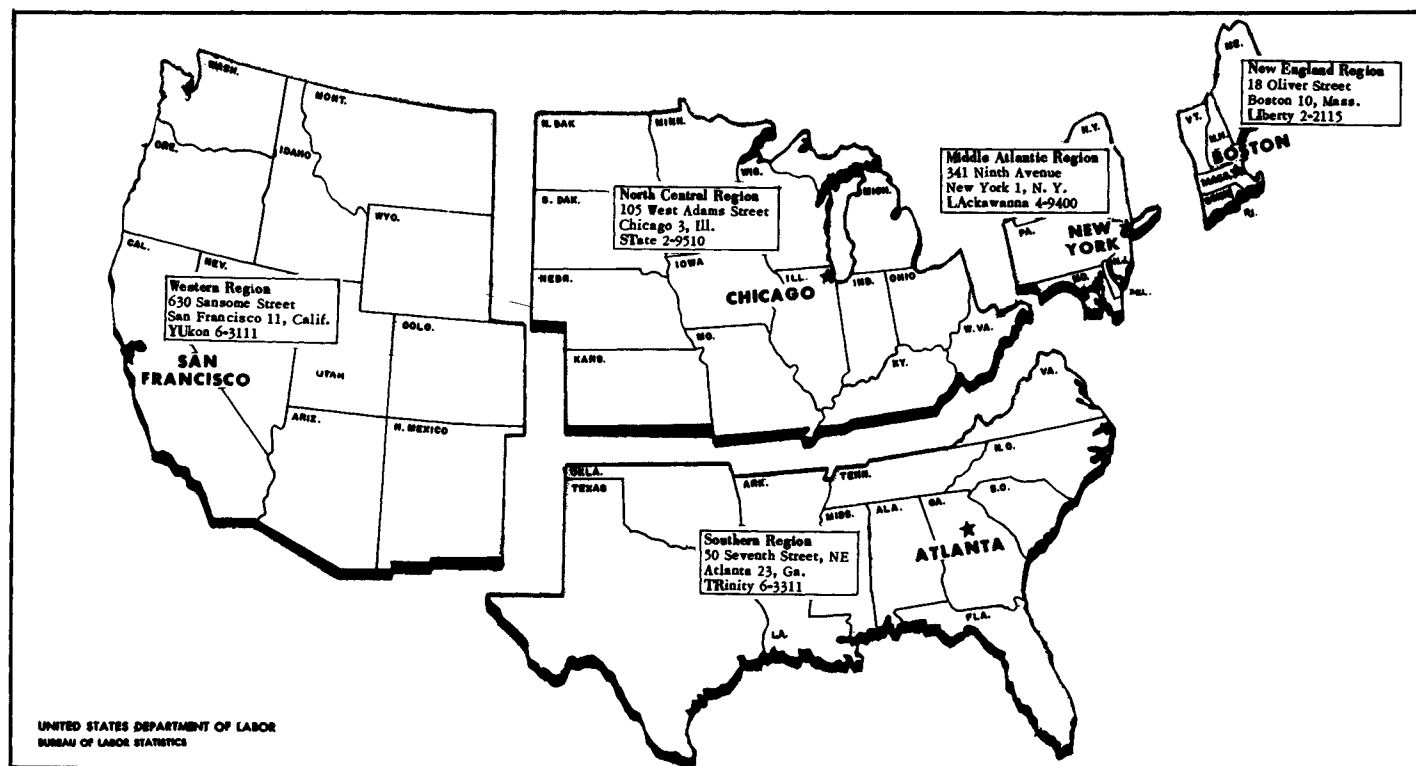 WASH.
MONT.
ORE.
IDAHO
WYO.
CAL.
NEV.
Western Region
630 Sansome Street
San Francisco 11, Calif.
YUkon 6-3111
SAN
FRANCISCO
UTAH
COLO.
ARIZ.
N. MEXICO
N. DAK
MINN.
S. DAK.
WIS.
MICH.
North Central Region
105 West Adams Street
Chicago 3, Ill.
STate 2-9510
NEBR.
IOWA
ILL.
IND.
OHIO
CHICAGO
KANS.
MO.
KY.
W.VA.
ME.
New England Region
18 Oliver Street
Boston 10, Mass.
LIberty 2-2115
VT.
N.H.
BOSTON
MASS.
CONN.
R.I.
N.Y.
Middle Atlantic Region
341 Ninth Avenue
New York 1, N. Y.
LAckawanna 4-9400
PA.
NEW
YORK
N.J.
MD.
DEL.
VA.
N.C.
S.C.
OKLA.
TEXAS
ARK.
TENN.
MISS.
ALA.
GA.
ATLANTA
Southern Region
50 Seventh Street, NE
Atlanta 23, Ga.
TRinity 6-3311
LA.
FLA.
UNITED STATES DEPARTMENT OF LABOR
BUREAU OF LABOR STATISTICS